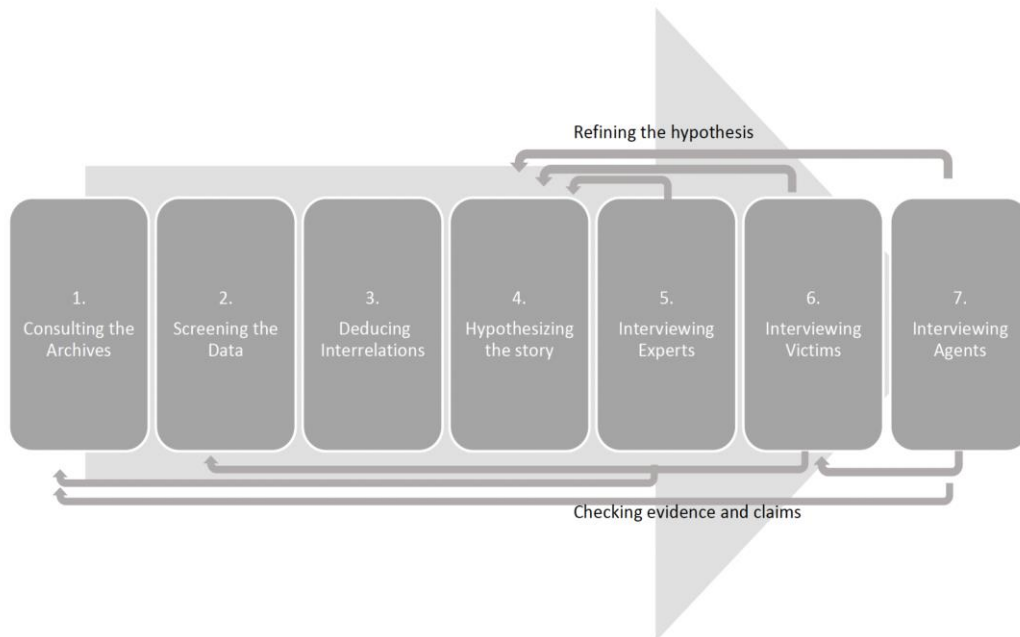 Refining the hypothesis
1.
Consulting the
Archives
2.
Screening the
Data
3.
Deducing
Interrelations
4.
Hypothesizing
the story
5.
Interviewing
Experts
6.
Interviewing
Victims
7.
Interviewing
Agents
Checking evidence and claims